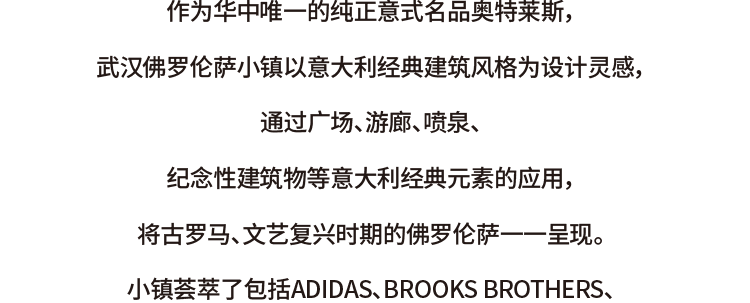 作为华中唯一的纯正意式名品奥特莱斯，
武汉佛罗伦萨小镇以意大利经典建筑风格为设计灵感，
通过广场、游廊、喷泉、
纪念性建筑物等意大利经典元素的应用，
将古罗马、文艺复兴时期的佛罗伦萨一一呈现。
小镇荟萃了包括ADIDAS、BROOKS BROTHERS、